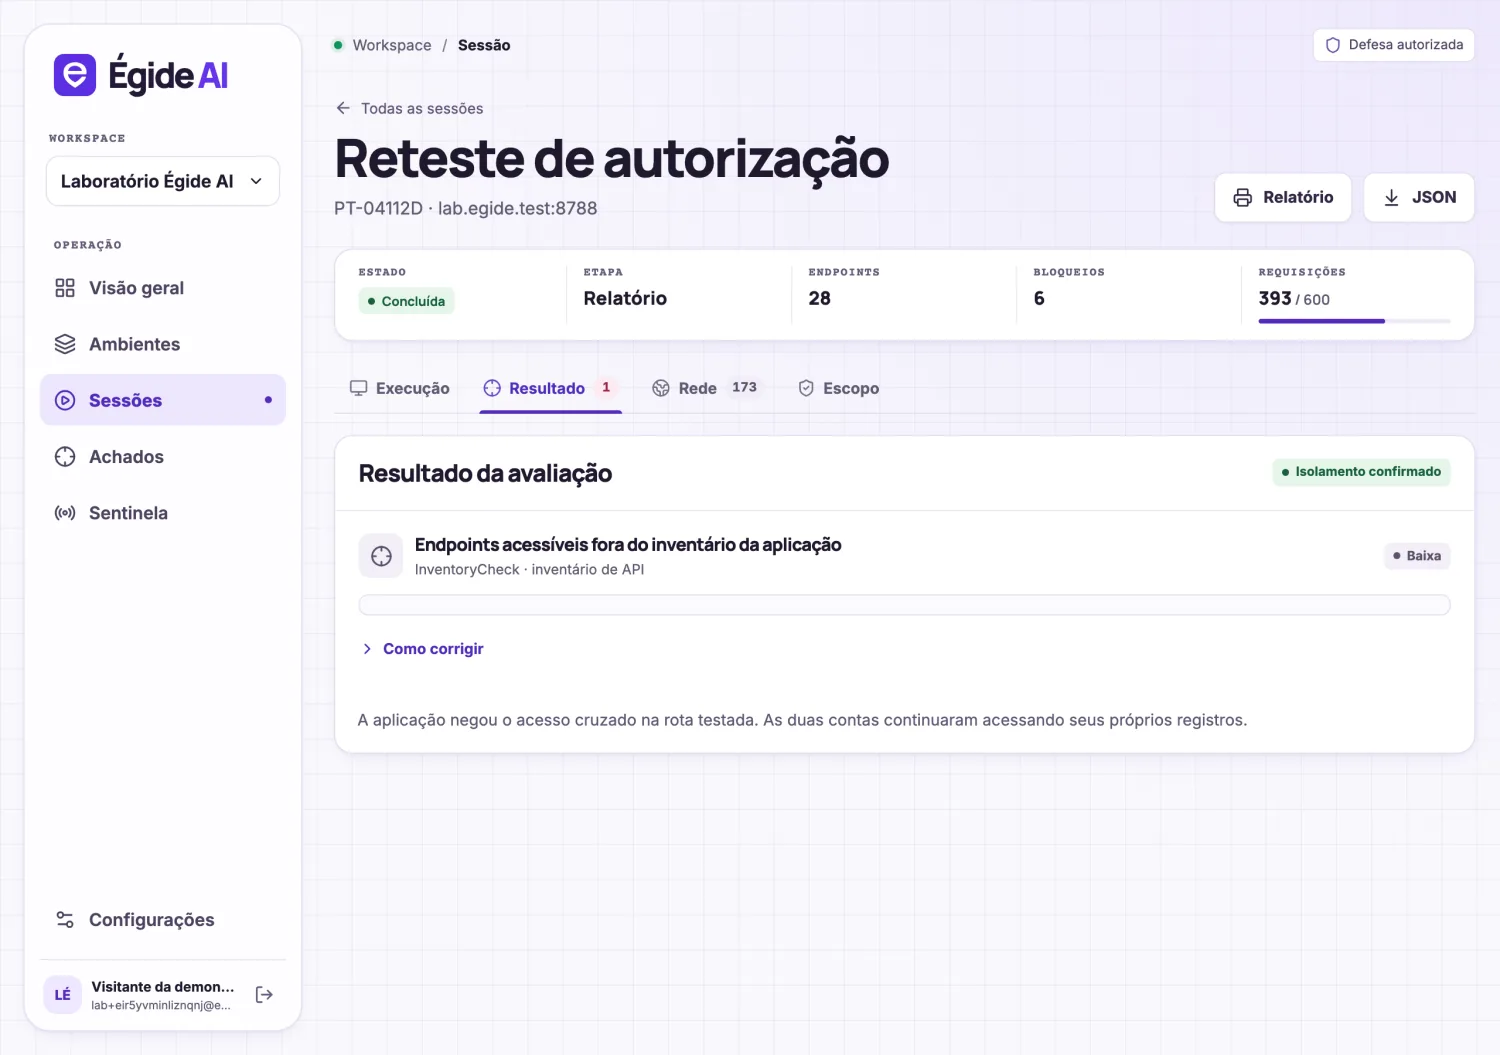 Égide AI
WORKSPACE
Laboratório Égide AI
OPERAÇÃO
Visão geral
Ambientes
Sessões
Achados
Sentinela
Configurações
LÉ
Visitante da demon...
lab+eir5yvminliznqnj@e...
Workspace / Sessão
Defesa autorizada
Todas as sessões
Reteste de autorização
PT-04112D · lab.egide.test:8788
Relatório
JSON
ESTADO
Concluída
ETAPA
Relatório
ENDPOINTS
28
BLOQUEIOS
6
REQUISIÇÕES
393 / 600
Execução
Resultado 1
Rede 173
Escopo
Resultado da avaliação
Isolamento confirmado
Endpoints acessíveis fora do inventário da aplicação
InventoryCheck · inventário de API
Baixa
Como corrigir
A aplicação negou o acesso cruzado na rota testada. As duas contas continuaram acessando seus próprios registros.